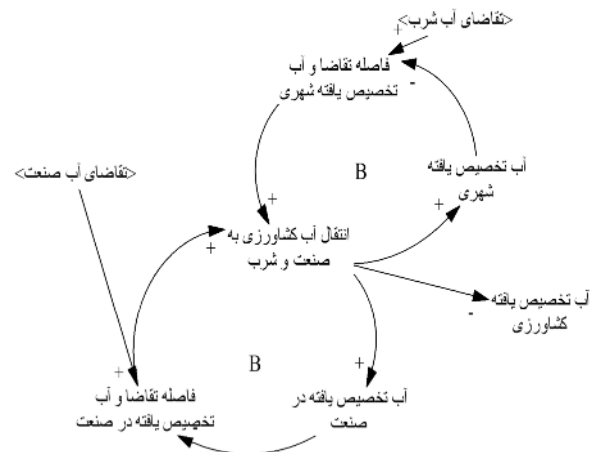 <تقاضای آب شرب>
+
فاصله تقاضا و آب
تخصیص یافته شهری
-
<تقاضای آب صنعت>
B
آب تخصیص یافته
شهری
+
+
انتقال آب کشاورزی به
صنعت و شرب
+
آب تخصیص یافته
کشاورزی
-
B
+
+
فاصله تقاضا و آب
تخصیص یافته در صنعت
آب تخصیص یافته در
صنعت